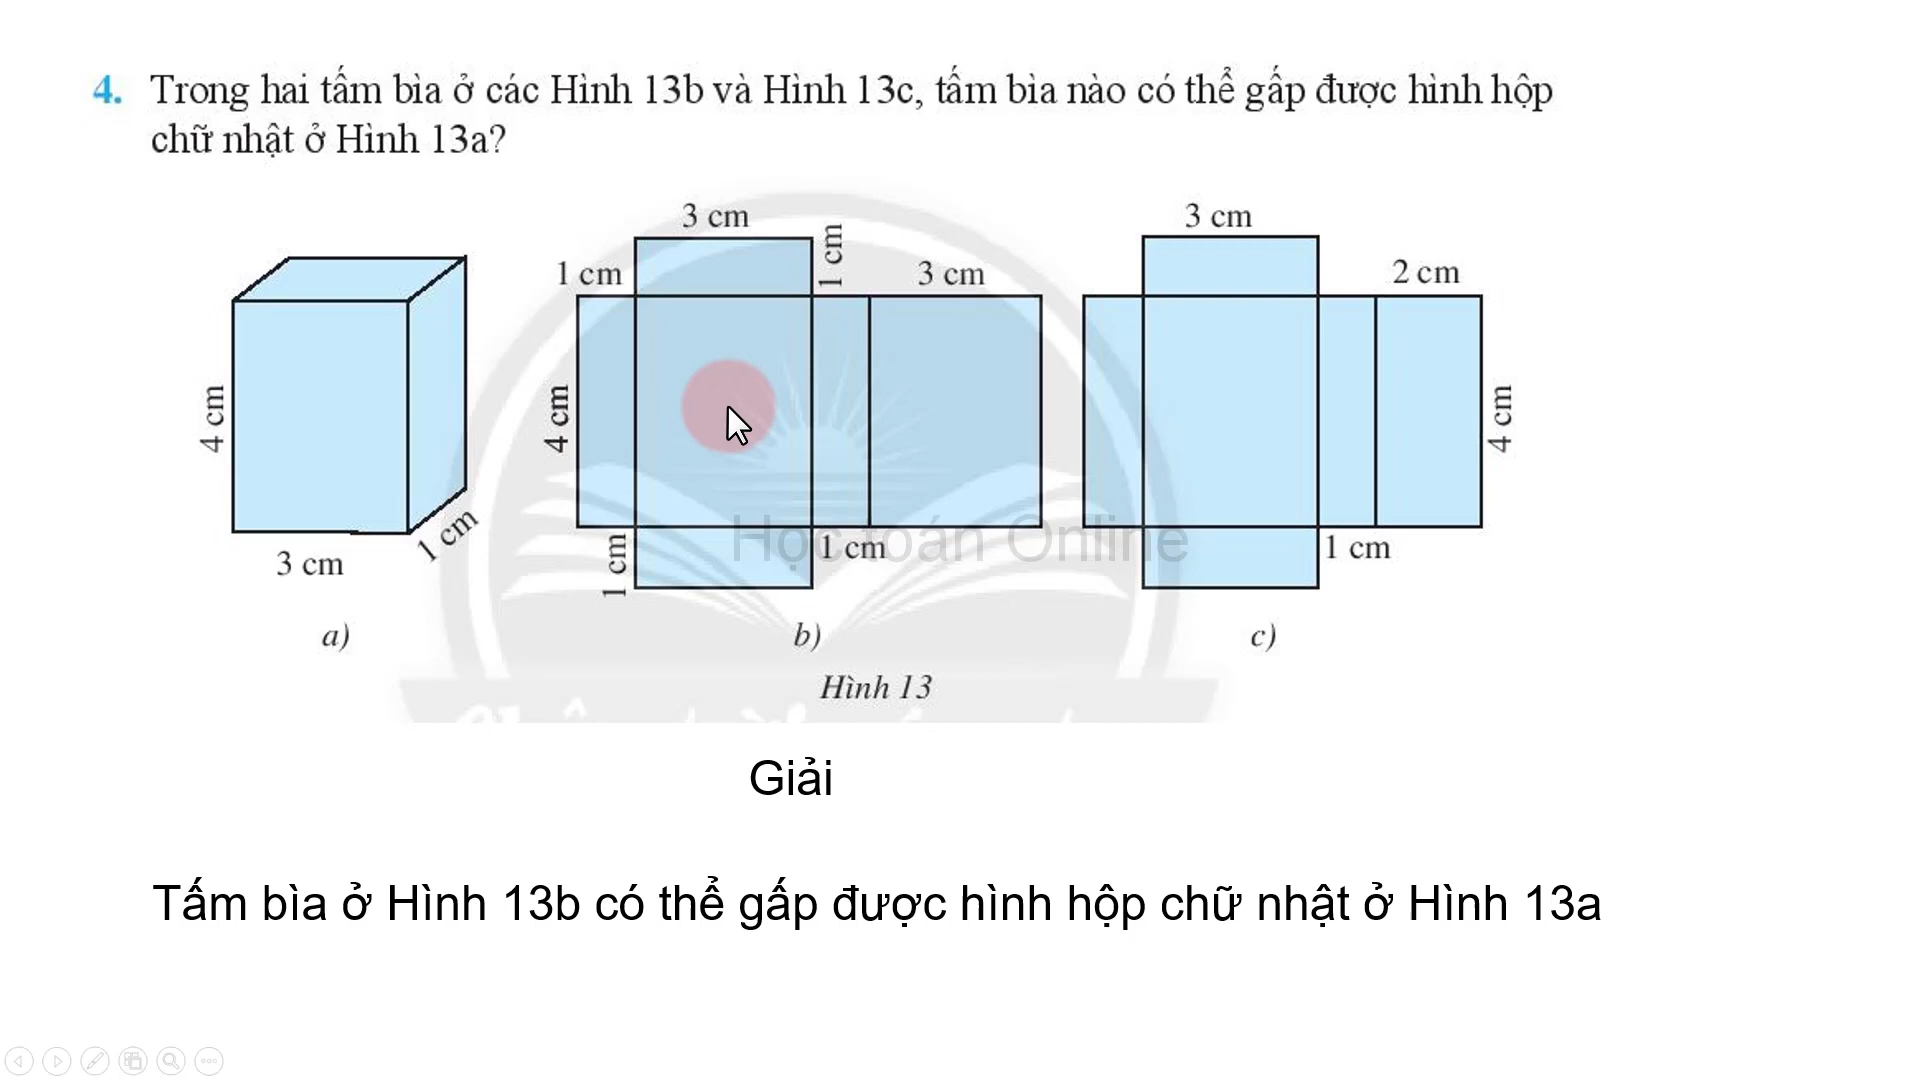 4. Trong hai tấm bìa ở các Hình 13b và Hình 13c, tấm bìa nào có thể gấp được hình hộp
chữ nhật ở Hình 13a?
3 cm
3 cm
1 cm
1 cm
3 cm
2 cm
4 cm
4 cm
4 cm
Học toán Online
3 cm
1 cm
1 cm
1 cm
1 cm
a)
b)
c)
Hình 13
Giải
Tấm bìa ở Hình 13b có thể gấp được hình hộp chữ nhật ở Hình 13a